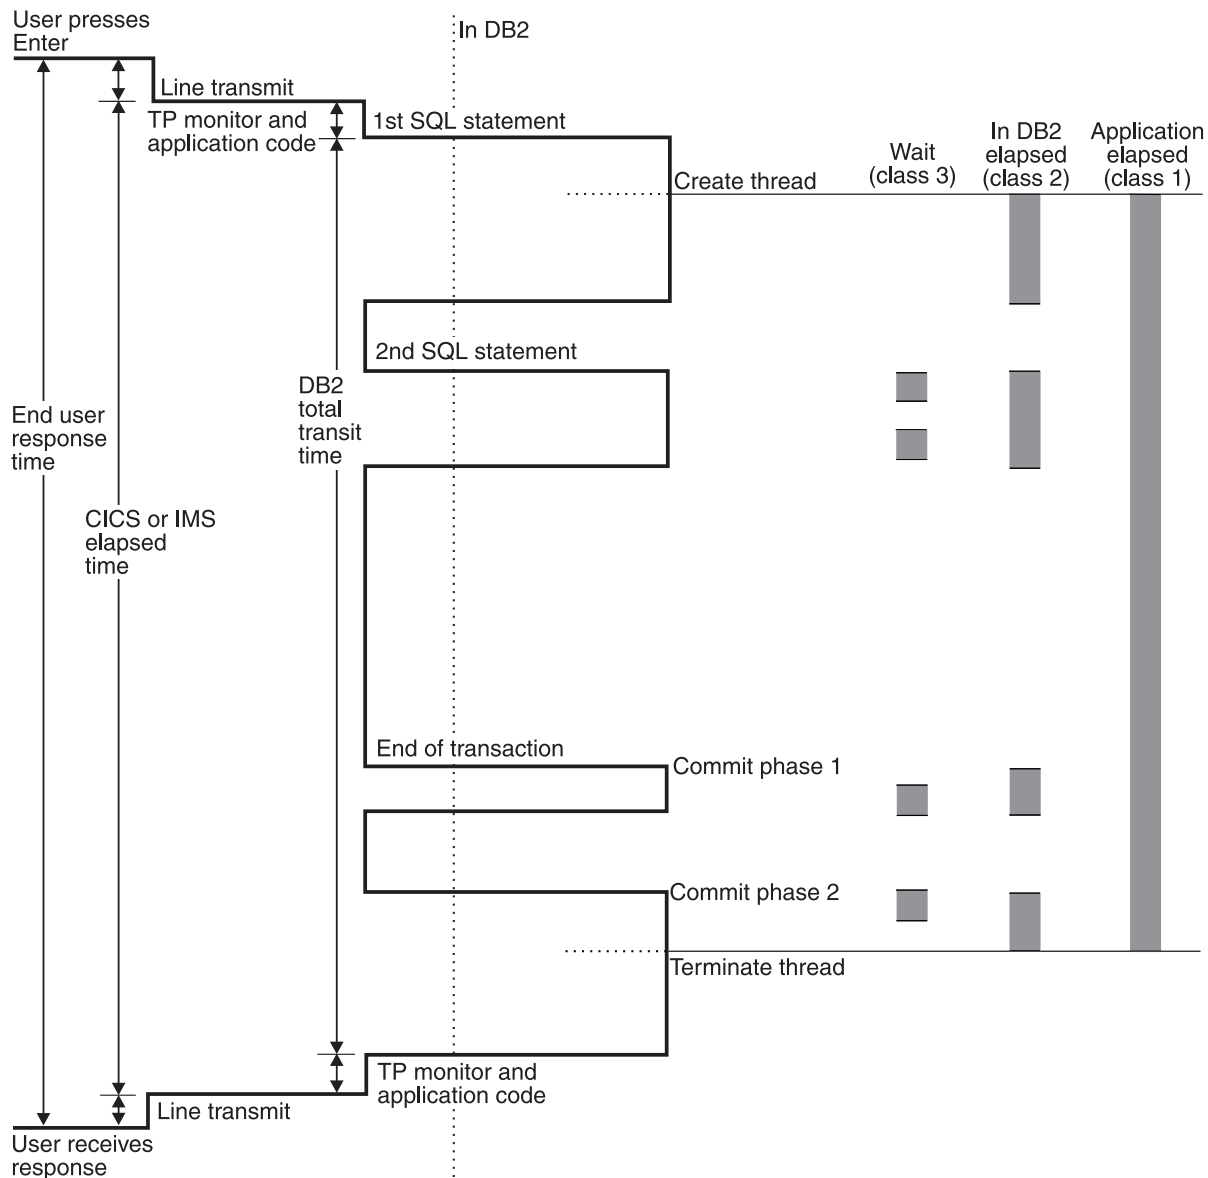 User presses
Enter
In DB2
Line transmit
TP monitor and
application code
1st SQL statement
Wait
(class 3)
In DB2
elapsed
(class 2)
Application
elapsed
(class 1)
Create thread
2nd SQL statement
DB2
total
transit
time
End user
response
time
CICS or IMS
elapsed
time
End of transaction
Commit phase 1
Commit phase 2
Terminate thread
TP monitor and
application code
Line transmit
User receives
response